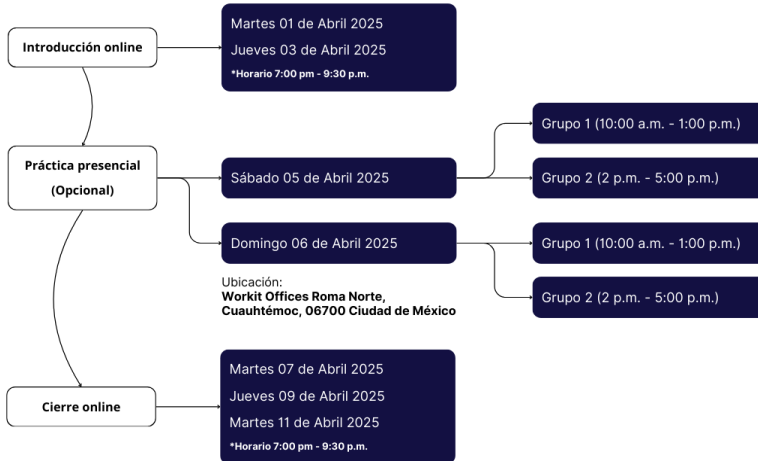 Introducción online
Martes 01 de Abril 2025
Jueves 03 de Abril 2025
*Horario 7:00 pm - 9:30 p.m.
Práctica presencial
(Opcional)
Sábado 05 de Abril 2025
Grupo 1 (10:00 a.m. - 1:00 p.m.)
Grupo 2 (2 p.m. - 5:00 p.m.)
Domingo 06 de Abril 2025
Grupo 1 (10:00 a.m. - 1:00 p.m.)
Grupo 2 (2 p.m. - 5:00 p.m.)
Ubicación:
Workit Offices Roma Norte,
Cuauhtémoc, 06700 Ciudad de México
Cierre online
Martes 07 de Abril 2025
Jueves 09 de Abril 2025
Martes 11 de Abril 2025
*Horario 7:00 pm - 9:30 p.m.